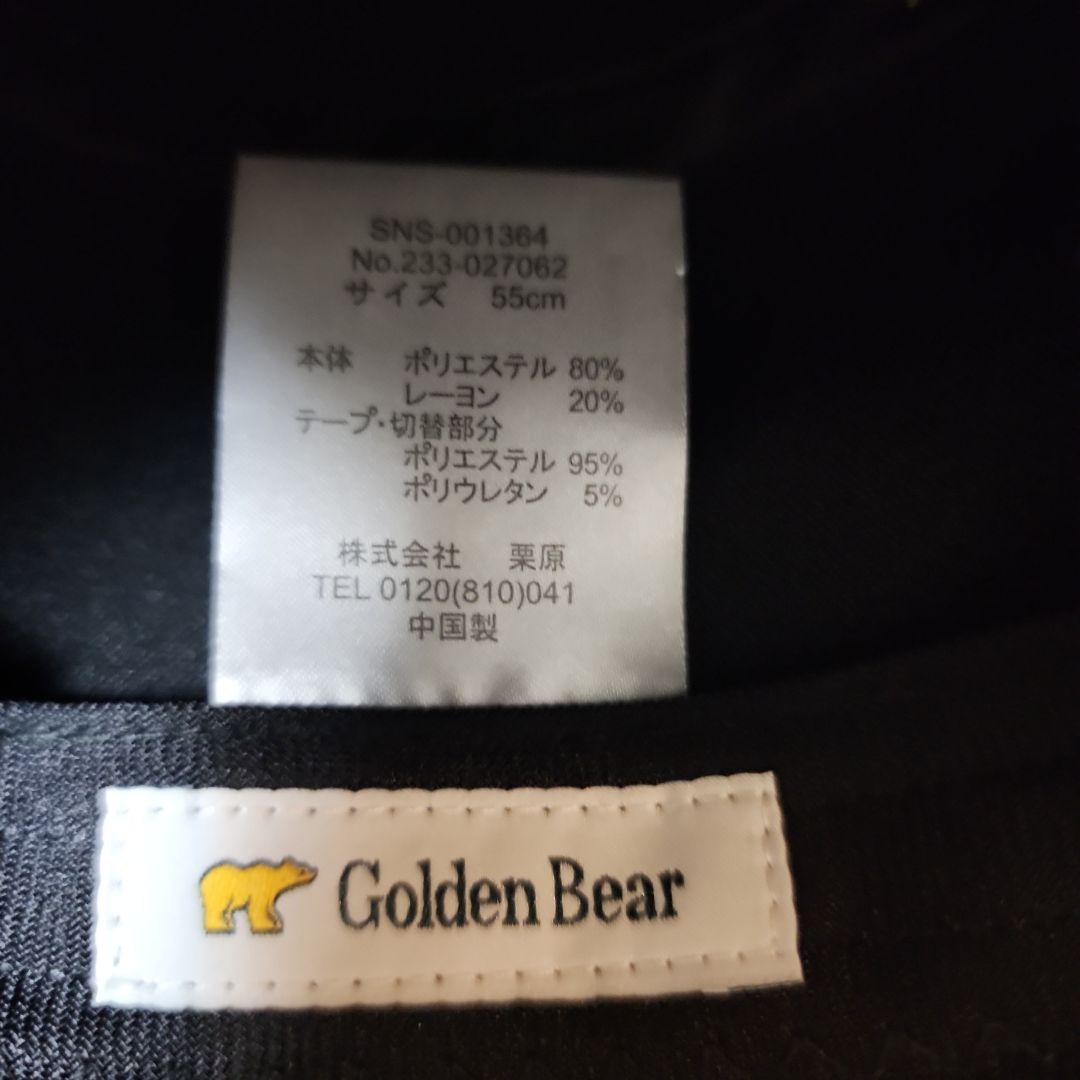 SNS-001364
No.233-027062
サイズ 55cm
本体 ポリエステル 80%
レーヨン 20%
テープ・切替部分
ポリエステル 95%
ポリウレタン 5%
株式会社 栗原
TEL 0120(810)041
中国製
Golden Bear